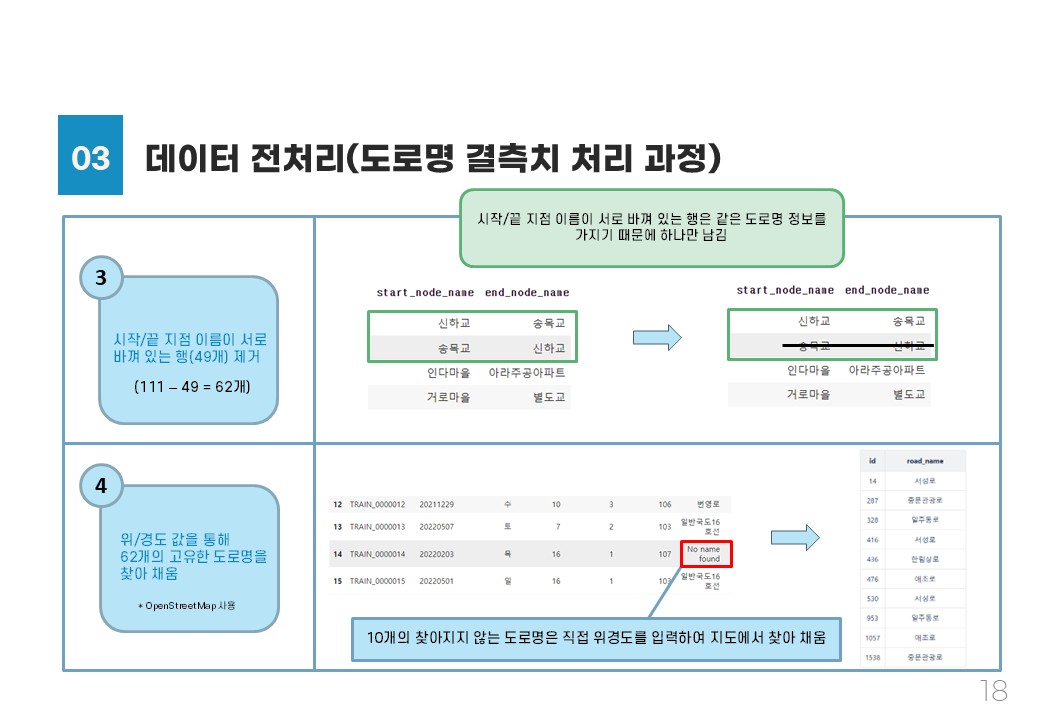 03
데이터 전처리(도로명 결측치 처리 과정)
시작/끝 지점 이름이 서로 바껴 있는 행은 같은 도로명 정보를
가지기 때문에 하나만 남김
3
시작/끝 지점 이름이 서로
바껴 있는 행(49개) 제거
(111 – 49 = 62개)
start_node_name end_node_name
신하교 송목교
송목교 신하교
인다마을 아라주공아파트
거로마을 별도교
start_node_name end_node_name
신하교 송목교
송목교 신하교
인다마을 아라주공아파트
거로마을 별도교
4
위/경도 값을 통해
62개의 고유한 도로명을
찾아 채움
* OpenStreetMap 사용
12 TRAIN_0000012 20211229 수 10 3 106 번영로
13 TRAIN_0000013 20220507 토 7 2 103 일반국도16
호선
14 TRAIN_0000014 20220203 목 16 1 107 No name
found
15 TRAIN_0000015 20220501 일 16 1 103 일반국도16
호선
10개의 찾아지지 않는 도로명은 직접 위경도를 입력하여 지도에서 찾아 채움
id road_name
14 서성로
287 중문관광로
328 일주동로
416 서성로
436 한림상로
476 애조로
530 서성로
953 일주동로
1057 애조로
1538 중문관광로
18